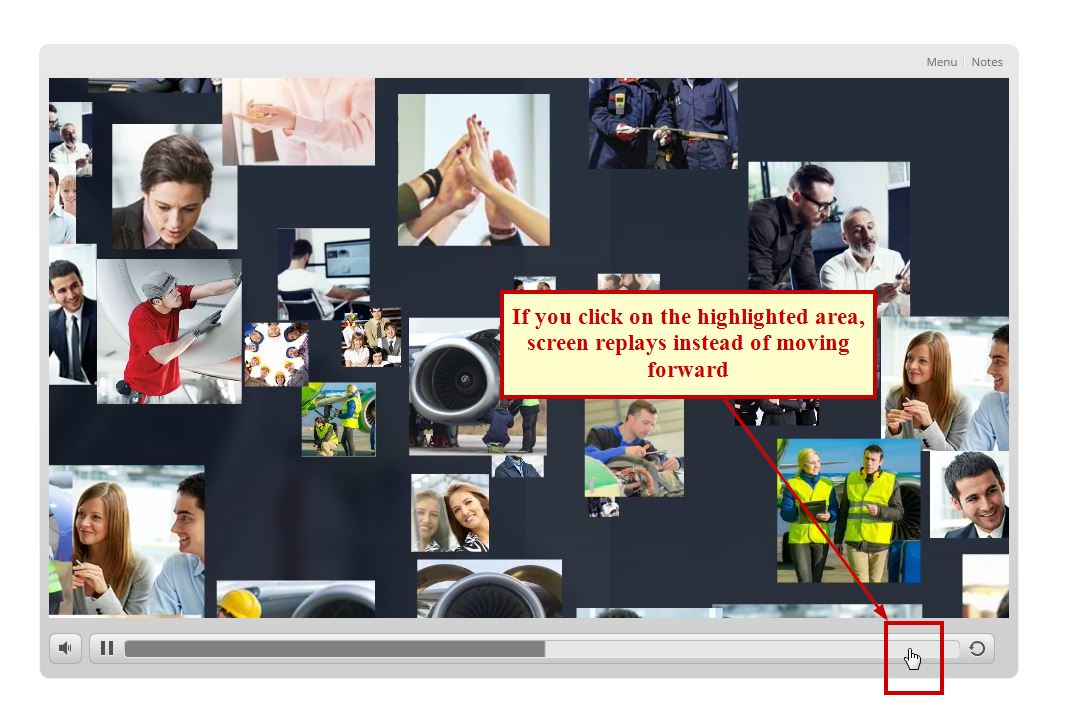 Menu
Notes
If you click on the highlighted area,
screen replays instead of moving
forward